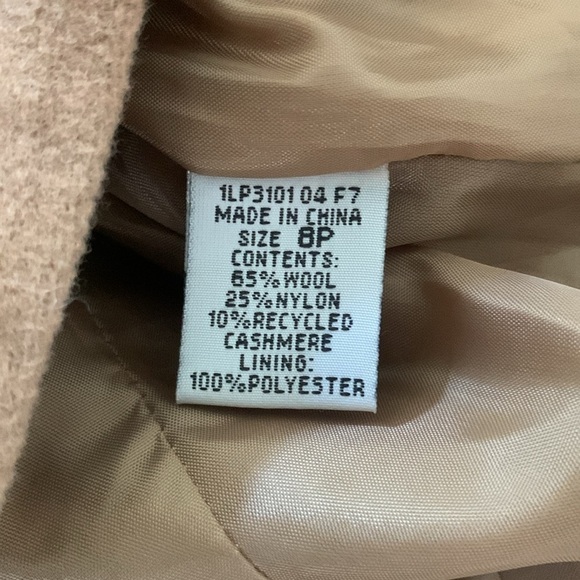 1LP3101 04 F7
MADE IN CHINA
SIZE 8P
CONTENTS:
65%WOOL
25%NYLON
10%RECYCLED
CASHMERE
LINING:
100%POLYESTER